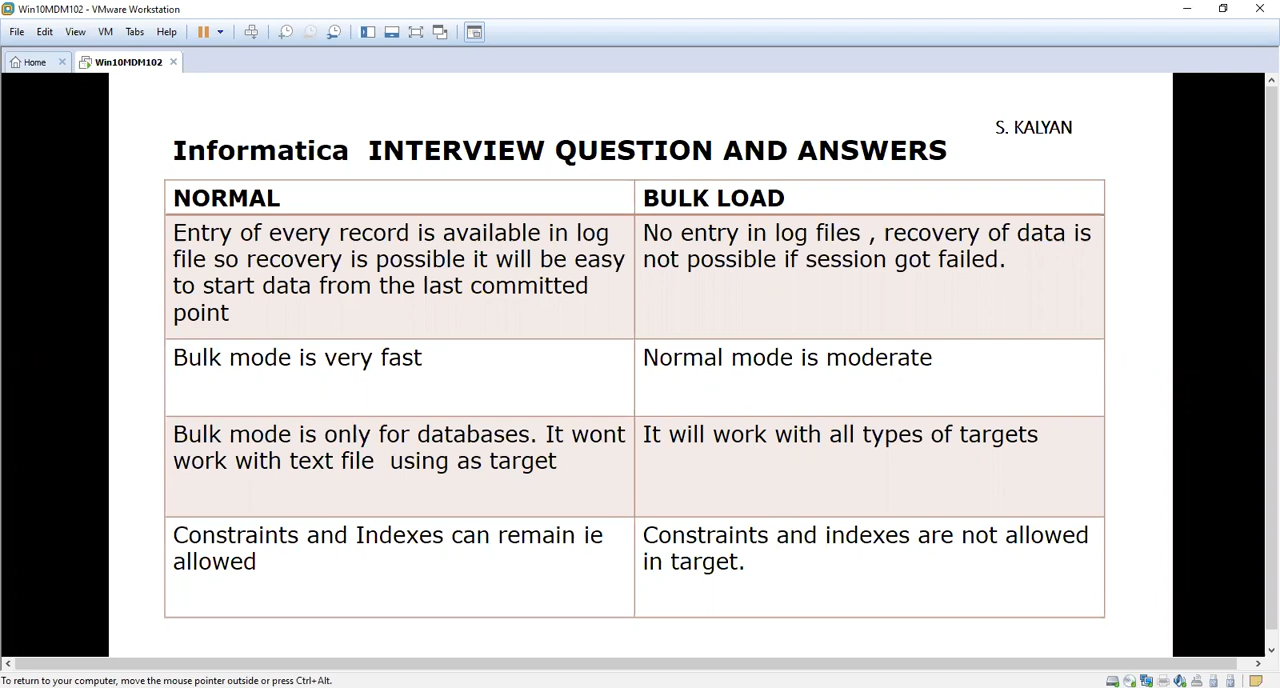 Win10MDM102 - VMware Workstation
File Edit View VM Tabs Help
Home Win10MDM102
S. KALYAN
Informatica INTERVIEW QUESTION AND ANSWERS
NORMAL
BULK LOAD
Entry of every record is available in log
file so recovery is possible it will be easy
to start data from the last committed
point
No entry in log files , recovery of data is
not possible if session got failed.
Bulk mode is very fast
Normal mode is moderate
Bulk mode is only for databases. It wont
work with text file using as target
It will work with all types of targets
Constraints and Indexes can remain ie
allowed
Constraints and indexes are not allowed
in target.
To return to your computer, move the mouse pointer outside or press Ctrl+Alt.